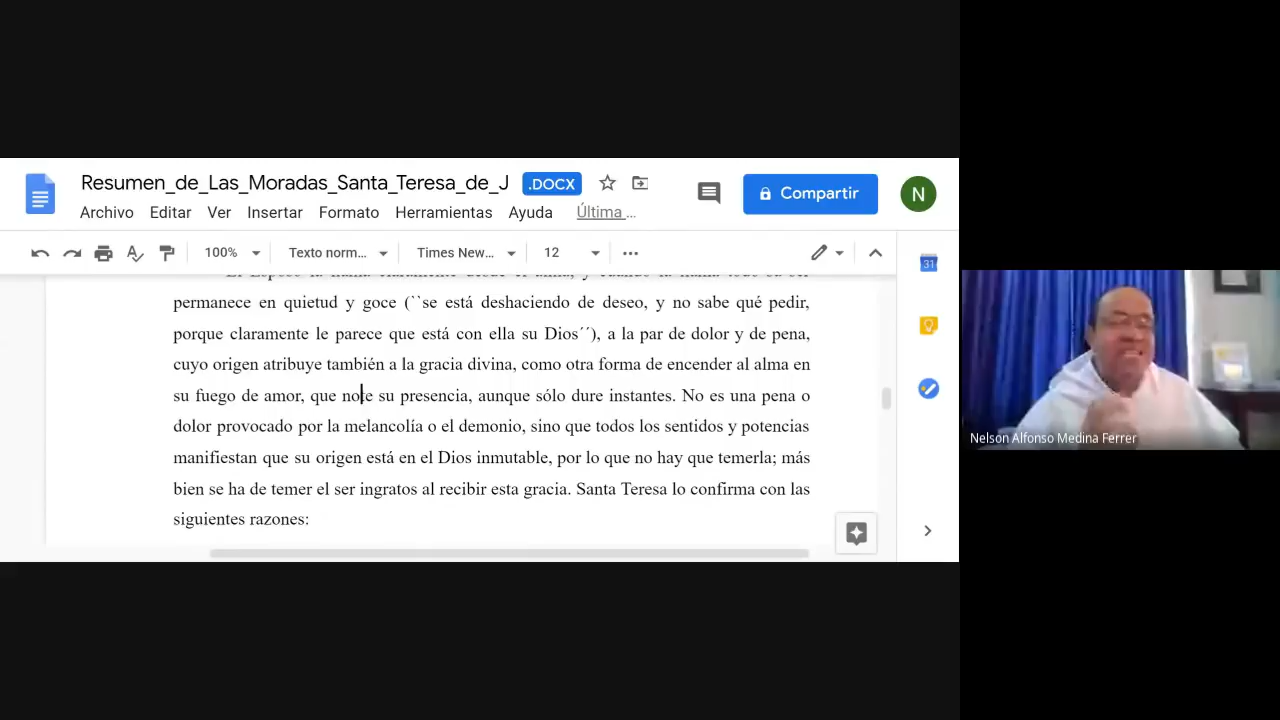 Resumen_de_Las_Moradas_Santa_Teresa_de_J .DOCX
Compartir
N
Archivo Editar Ver Insertar Formato Herramientas Ayuda Última ...
100% Texto norm... Times New... 12
31
permanece en quietud y goce (``se está deshaciendo de deseo, y no sabe qué pedir,
porque claramente le parece que está con ella su Dios´´), a la par de dolor y de pena,
cuyo origen atribuye también a la gracia divina, como otra forma de encender al alma en
su fuego de amor, que note su presencia, aunque sólo dure instantes. No es una pena o
dolor provocado por la melancolía o el demonio, sino que todos los sentidos y potencias
manifiestan que su origen está en el Dios inmutable, por lo que no hay que temerla; más
bien se ha de temer el ser ingratos al recibir esta gracia. Santa Teresa lo confirma con las
siguientes razones:
Nelson Alfonso Medina Ferrer